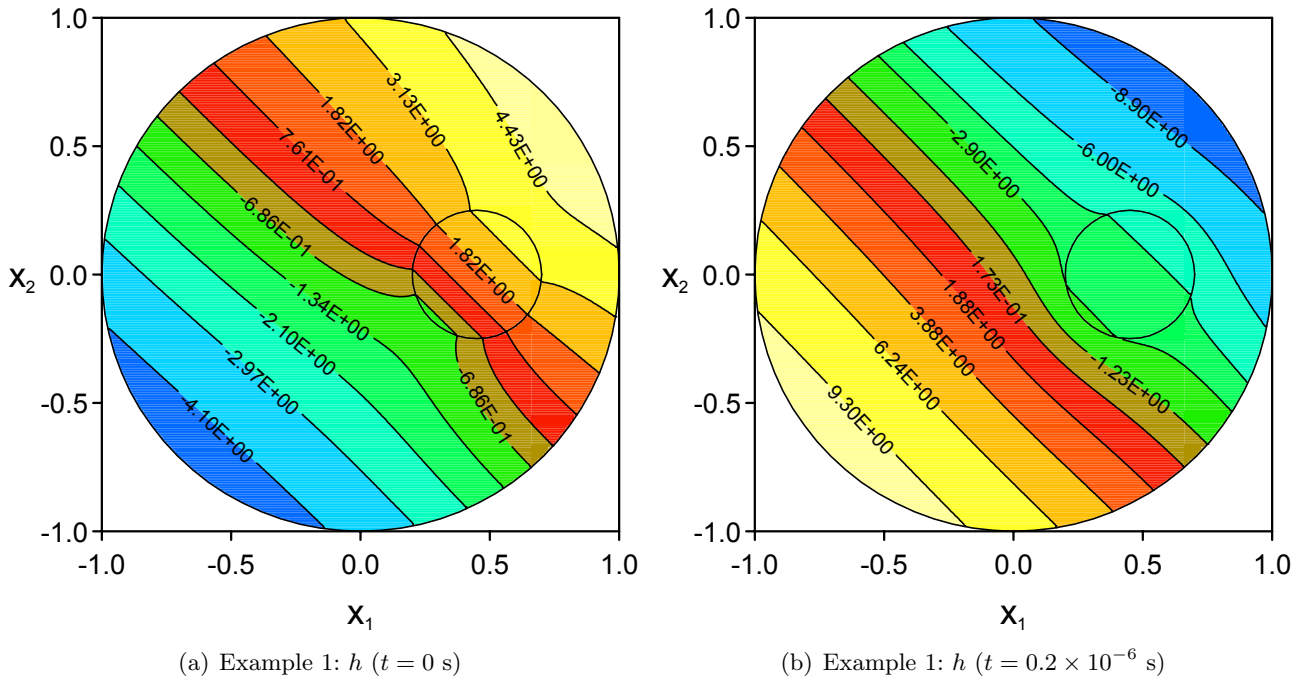 1.0
0.5
0.0
-0.5
-1.0
x₂
-1.0 -0.5 0.0 0.5 1.0
x₁
3.13E+00
4.43E+00
1.82E+00
7.61E-01
-6.86E-01
1.82E+00
-1.34E+00
-2.10E+00
-2.97E+00
-6.86E-01
-4.10E+00
(a) Example 1: h (t = 0 s)
1.0
0.5
0.0
-0.5
-1.0
x₂
-1.0 -0.5 0.0 0.5 1.0
x₁
-8.90E+00
-2.90E+00
-6.00E+00
1.73E-01
1.88E+00
3.88E+00
-1.23E+00
6.24E+00
9.30E+00
(b) Example 1: h (t = 0.2 × 10⁻⁶ s)